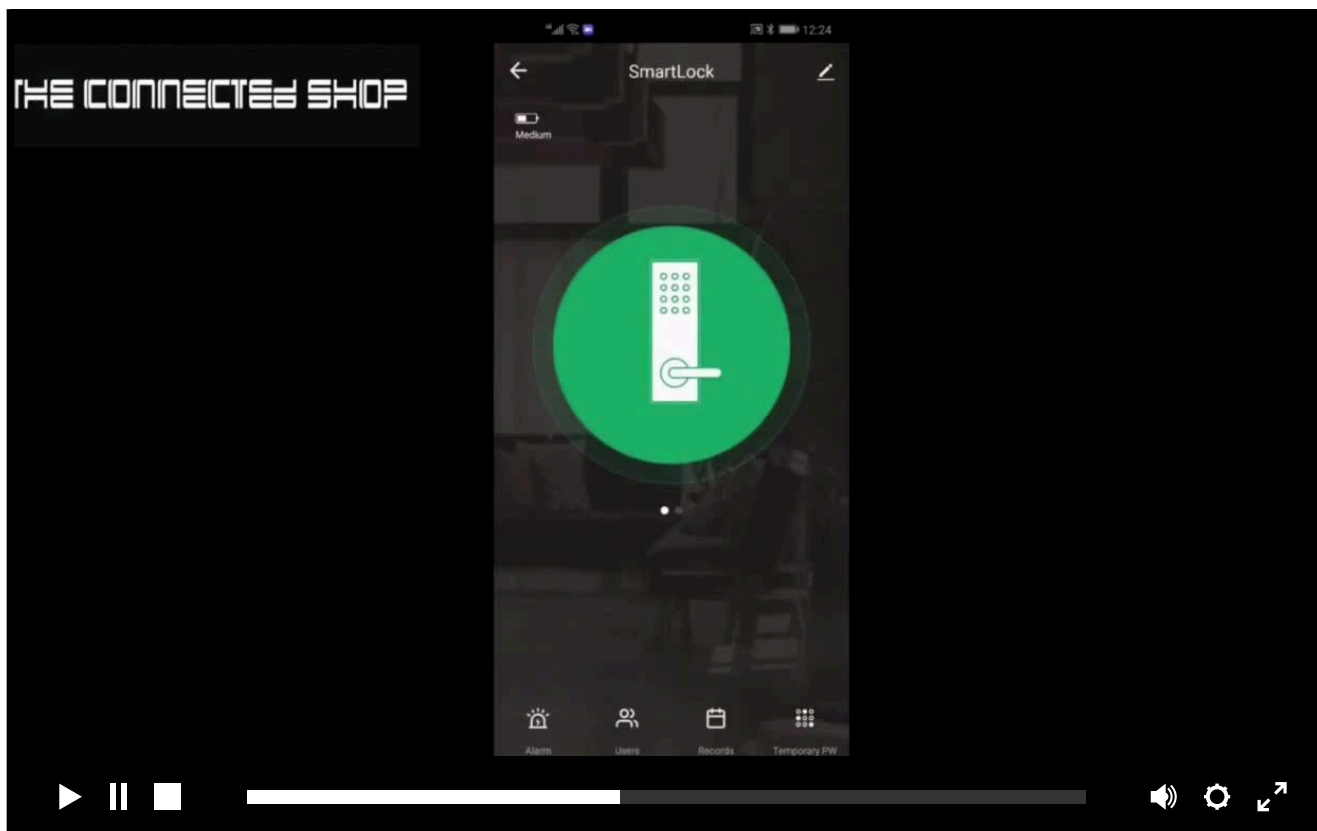 12:24
THE CONNECTED SHOP
SmartLock
Medium
Alarm
Users
Records
Temporary PW